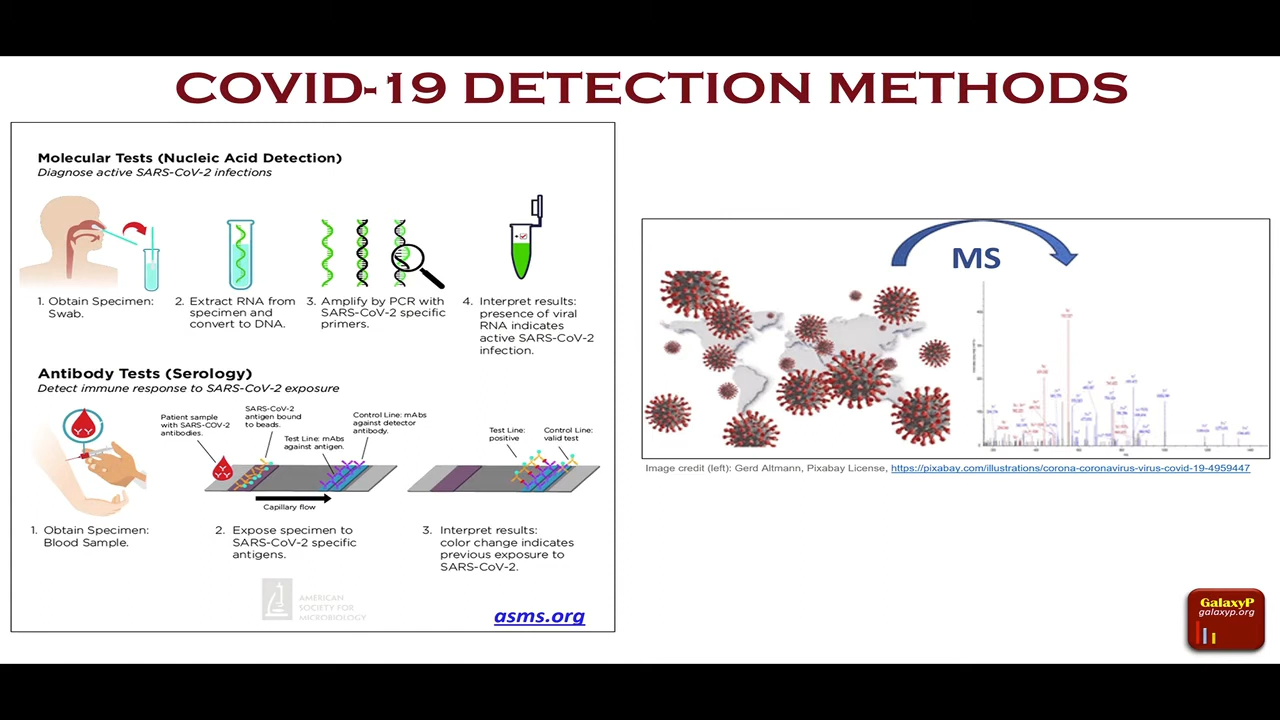 COVID-19 DETECTION METHODS
Molecular Tests (Nucleic Acid Detection)
Diagnose active SARS-CoV-2 infections
1. Obtain Specimen:
Swab.
2. Extract RNA from
specimen and
convert to DNA.
3. Amplify by PCR with
SARS-CoV-2 specific
primers.
4. Interpret results:
presence of viral
RNA indicates
active SARS-CoV-2
infection.
Antibody Tests (Serology)
Detect immune response to SARS-CoV-2 exposure
Patient sample
with SARS-COV-2
antibodies.
SARS-CoV-2
antigen bound
to beads.
Test Line: mAbs
against antigen.
Control Line: mAbs
against detector
antibody.
Capillary flow
Test Line:
positive
Control Line:
valid test
1. Obtain Specimen:
Blood Sample.
2. Expose specimen to
SARS-CoV-2 specific
antigens.
3. Interpret results:
color change indicates
previous exposure to
SARS-CoV-2.
AMERICAN
SOCIETY FOR
MICROBIOLOGY
asms.org
MS
Image credit (left): Gerd Altmann, Pixabay License, https://pixabay.com/illustrations/corona-coronavirus-virus-covid-19-4959447
GalaxyP
galaxyp.org